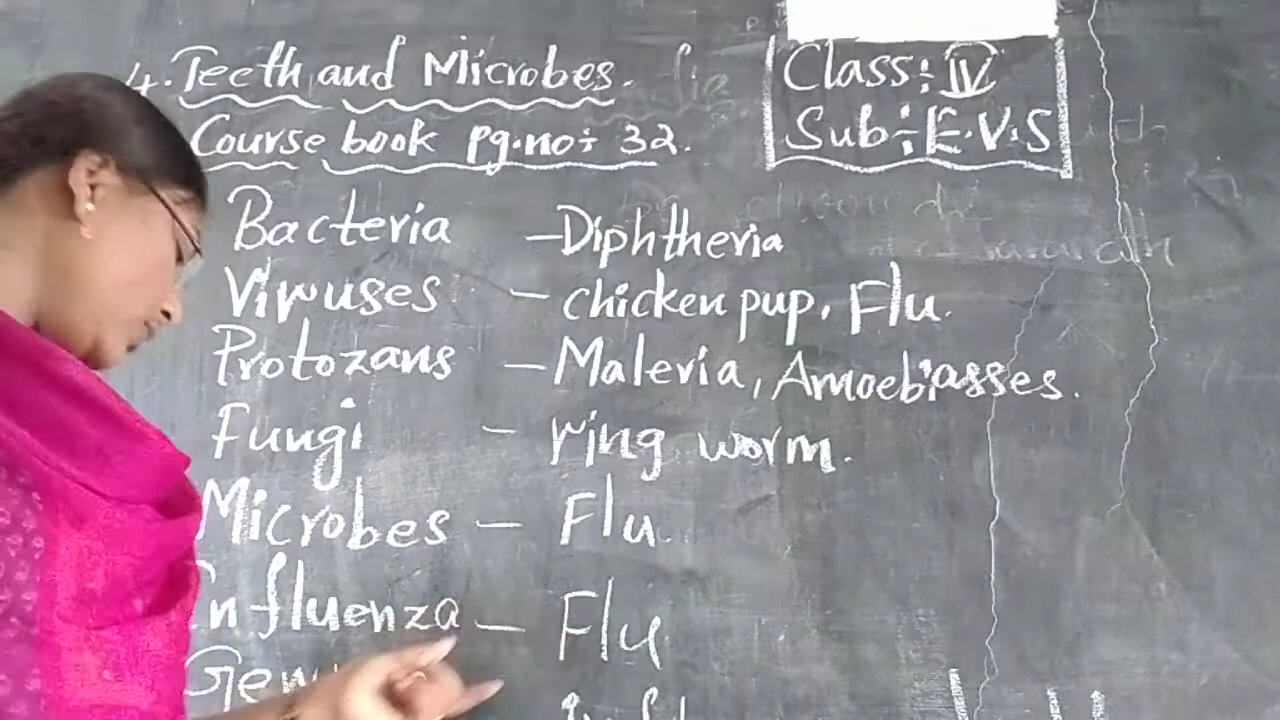 4. Teeth and Microbes.
Course book Pg.no÷ 32.
Class÷ IV
Sub÷ E.V.S
Bacteria – Diphtheria
Viruses – chicken pup, Flu.
Protozans – Maleria, Amoebiasses.
Fungi – ring worm.
Microbes – Flu.
Influenza – Flu